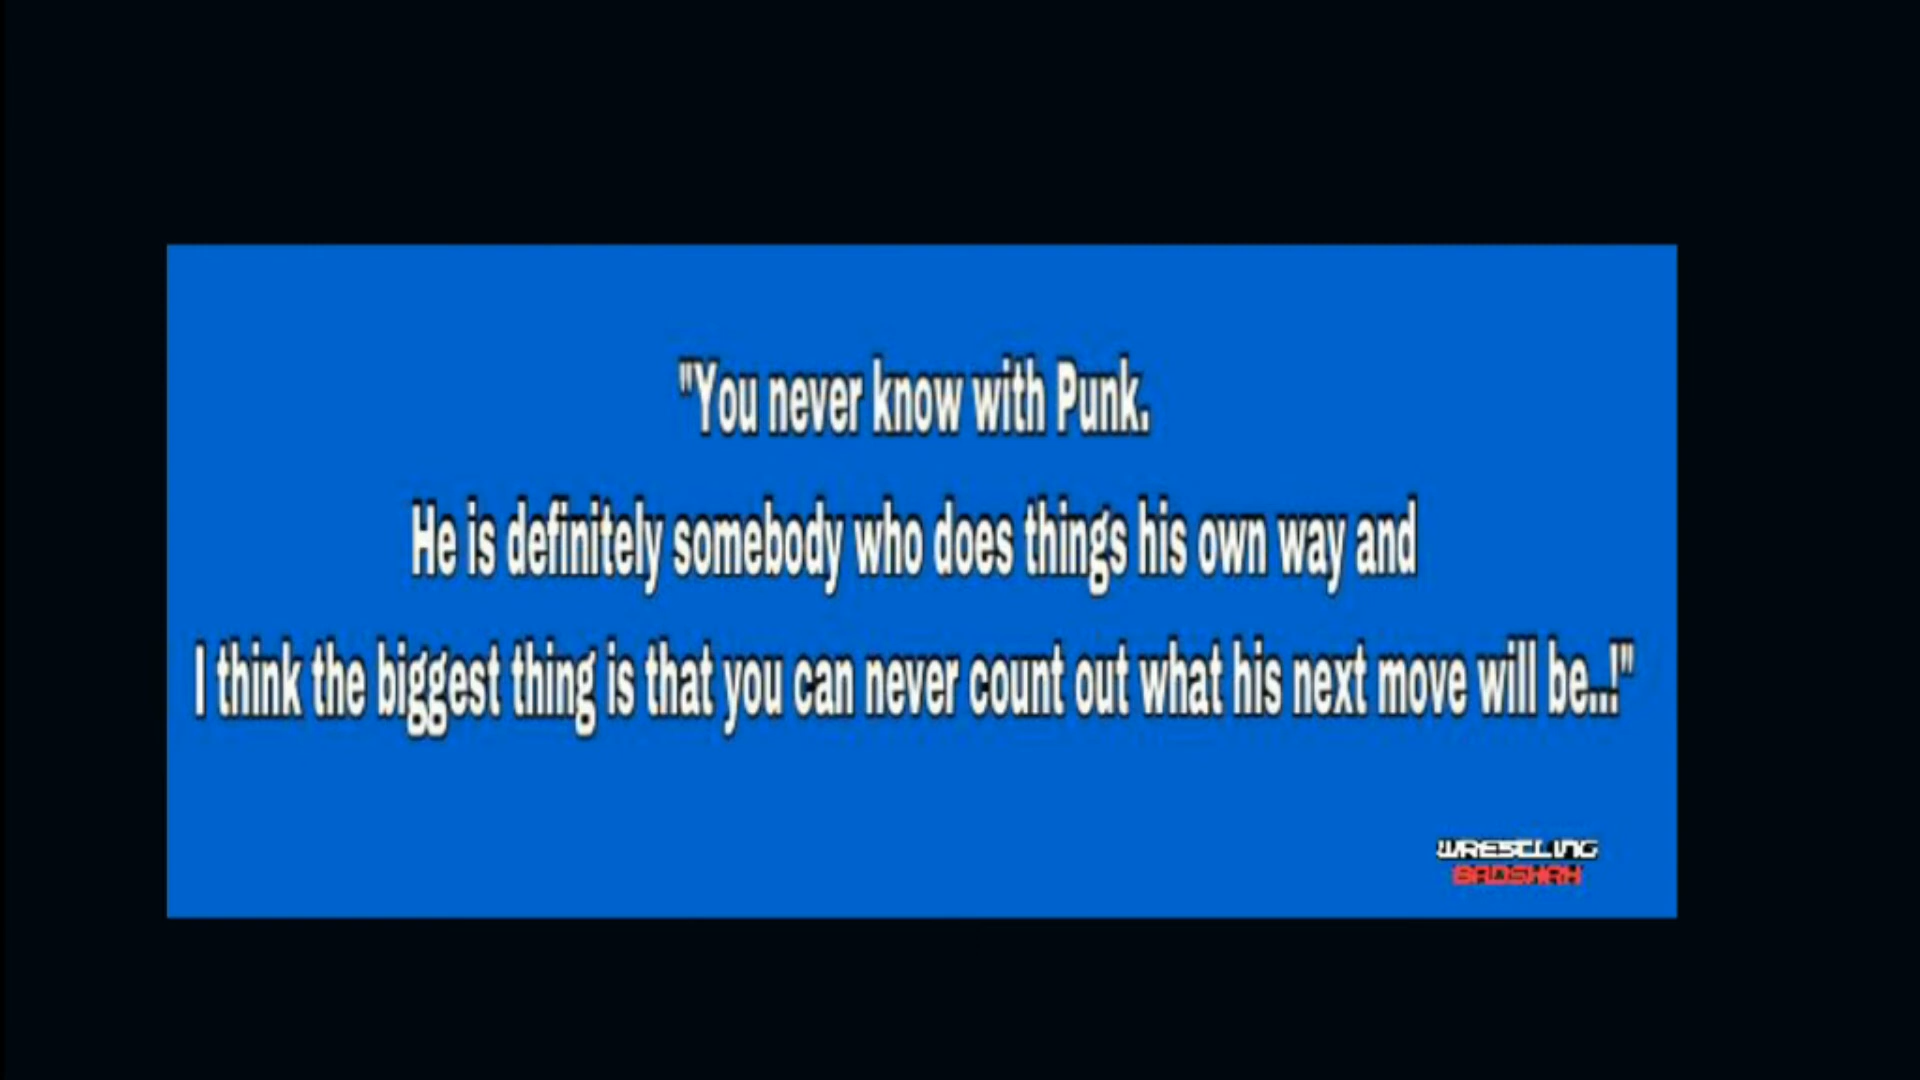 "You never know with Punk.
He is definitely somebody who does things his own way and
I think the biggest thing is that you can never count out what his next move will be..!"
WRESTLING
BADSHAH